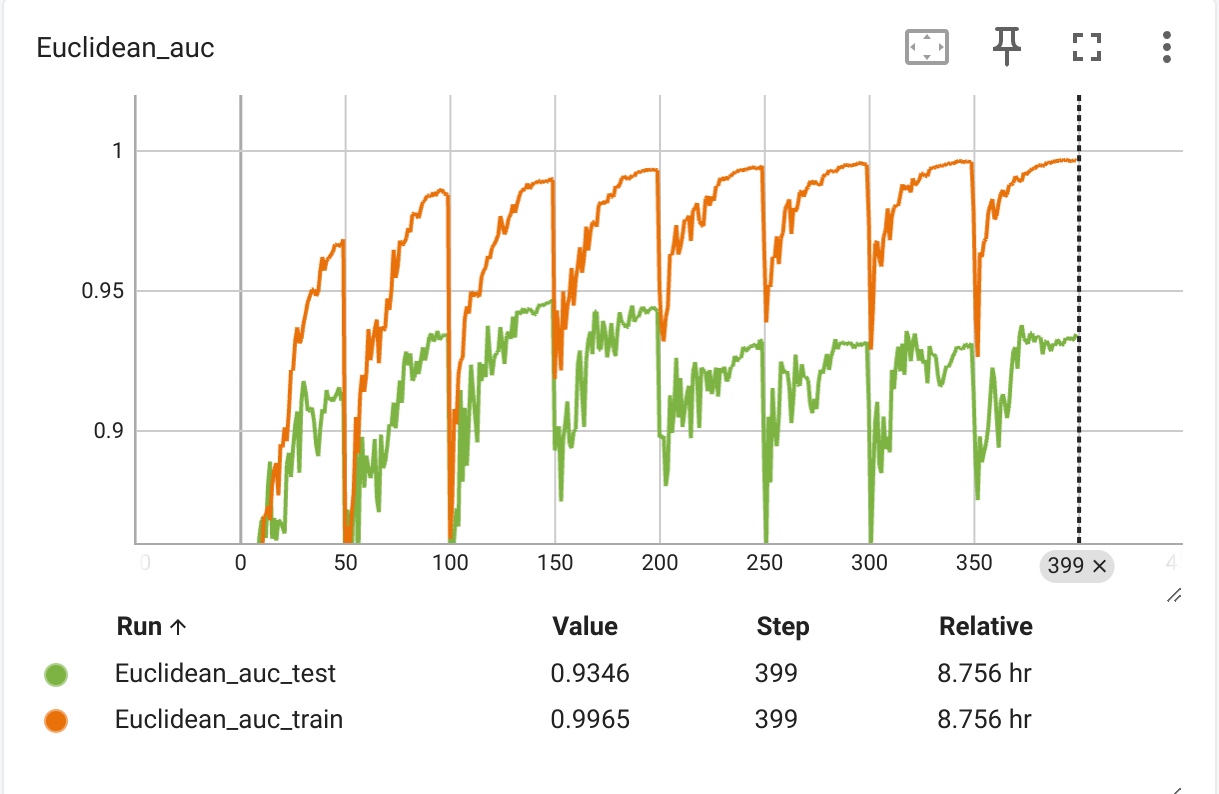 Euclidean_auc
1
0.95
0.9
0 0 50 100 150 200 250 300 350 399 × 4
Run ↑ Value Step Relative
Euclidean_auc_test 0.9346 399 8.756 hr
Euclidean_auc_train 0.9965 399 8.756 hr